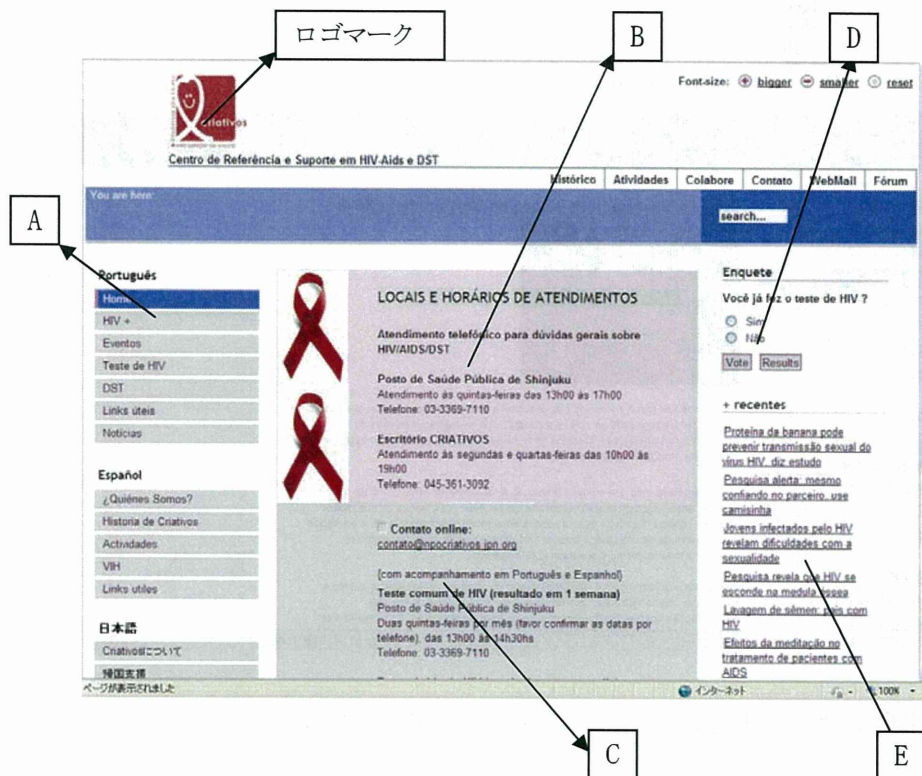 ロゴマーク
B
D
Font-size: bigger smaller reset
criativos
Centro de Referência e Suporte em HIV-Aids e DST
Histórico Atividades Colabore Contato WebMail Fórum
You are here:
search...
A
Português
Home
HIV +
Eventos
Teste de HIV
DST
Links úteis
Notícias
Español
¿Quiénes Somos?
Historia de Criativos
Actividades
VIH
Links utiles
日本語
Criativosについて
帰国支援
LOCAIS E HORÁRIOS DE ATENDIMENTOS
Atendimento telefônico para dúvidas gerais sobre
HIV/AIDS/DST
Posto de Saúde Pública de Shinjuku
Atendimento às quintas-feiras das 13h00 às 17h00
Telefone: 03-3369-7110
Escritório CRIATIVOS
Atendimento às segundas e quartas-feiras das 10h00 às
19h00
Telefone: 045-361-3092
Contato online:
contato@npocriativos.jpn.org
(com acompanhamento em Português e Espanhol)
Teste comum de HIV (resultado em 1 semana)
Posto de Saúde Pública de Shinjuku
Duas quintas-feiras por mês (favor confirmar as datas por
telefone), das 13h00 às 14h30hs
Telefone: 03-3369-7110
Enquete
Você já fez o teste de HIV ?
Sim
Não
Vote Results
+ recentes
Proteína da banana pode
prevenir transmissão sexual do
vírus HIV, diz estudo
Pesquisa alerta: mesmo
confiando no parceiro, use
camisinha
Jovens infectados pelo HIV
revelam dificuldades com a
sexualidade
Pesquisa revela que HIV se
esconde na medula óssea
Lavagem de sêmen: pais com
HIV
Efeitos da meditação no
tratamento de pacientes com
AIDS
ページが表示されました
インターネット
100%
C
E